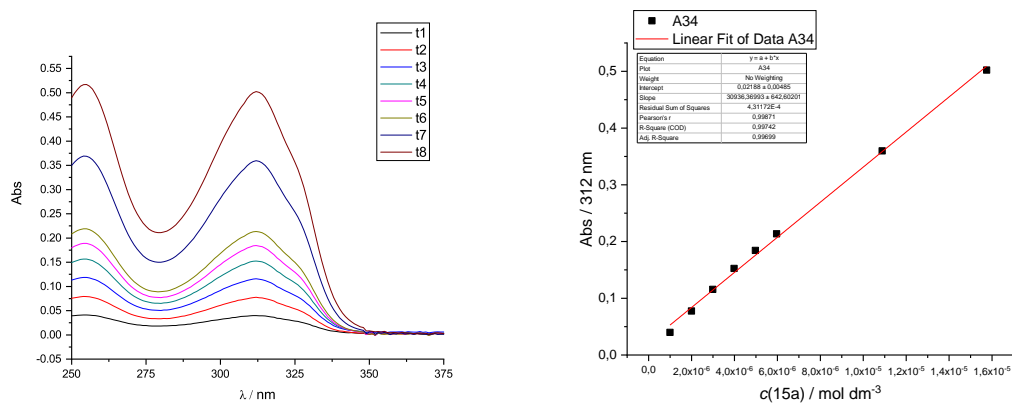 t1
t2
t3
t4
t5
t6
t7
t8
0.55
0.50
0.45
0.40
0.35
0.30
0.25
0.20
0.15
0.10
0.05
0.00
-0.05
Abs
250 275 300 325 350 375
λ / nm
A34
Linear Fit of Data A34
Equation y = a + b*x
Plot A34
Weight No Weighting
Intercept 0,02188 ± 0,00485
Slope 30936,36993 ± 642,60201
Residual Sum of Squares 4,31172E-4
Pearson's r 0,99871
R-Square (COD) 0,99742
Adj. R-Square 0,99699
0,5
0,4
0,3
0,2
0,1
0,0
Abs / 312 nm
0,0 2,0x10⁻⁶ 4,0x10⁻⁶ 6,0x10⁻⁶ 8,0x10⁻⁶ 1,0x10⁻⁵ 1,2x10⁻⁵ 1,4x10⁻⁵ 1,6x10⁻⁵
c(15a) / mol dm⁻³